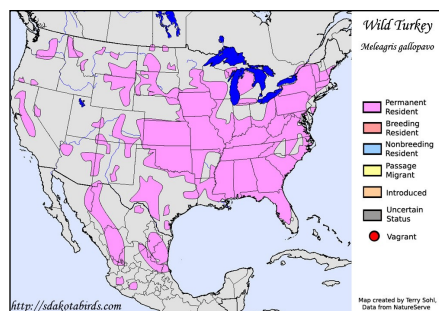 Wild Turkey
Meleagris gallopavo
Permanent
Resident
Breeding
Resident
Nonbreeding
Resident
Passage
Migrant
Introduced
Uncertain
Status
Vagrant
Map created by Terry Sohl,
Data from NatureServe
http://sdakotabirds.com